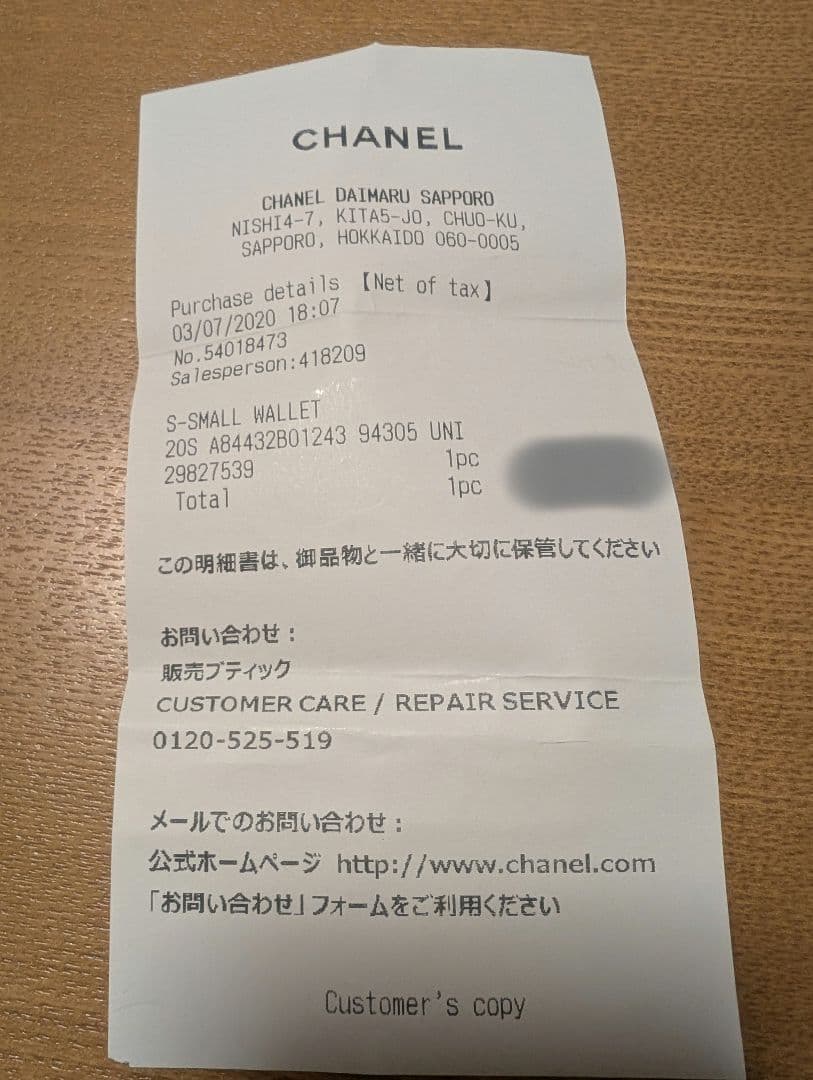 CHANEL
CHANEL DAIMARU SAPPORO
NISHI4-7, KITA5-JO, CHUO-KU,
SAPPORO, HOKKAIDO 060-0005
Purchase details 【Net of tax】
03/07/2020 18:07
No.54018473
Salesperson:418209
S-SMALL WALLET
20S A84432B01243 94305 UNI
29827539 1pc
Total 1pc
この明細書は、御品物と一緒に大切に保管してください
お問い合わせ：
販売ブティック
CUSTOMER CARE / REPAIR SERVICE
0120-525-519
メールでのお問い合わせ：
公式ホームページ http://www.chanel.com
「お問い合わせ」フォームをご利用ください
Customer's copy